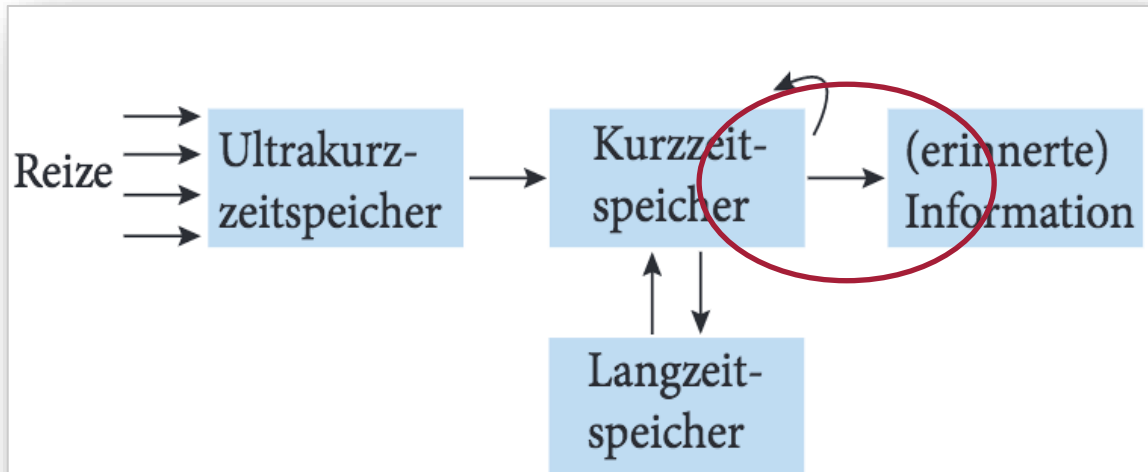 Reize
Ultrakurz-
zeitspeicher
Kurzzeit-
speicher
(erinnerte)
Information
Langzeit-
speicher